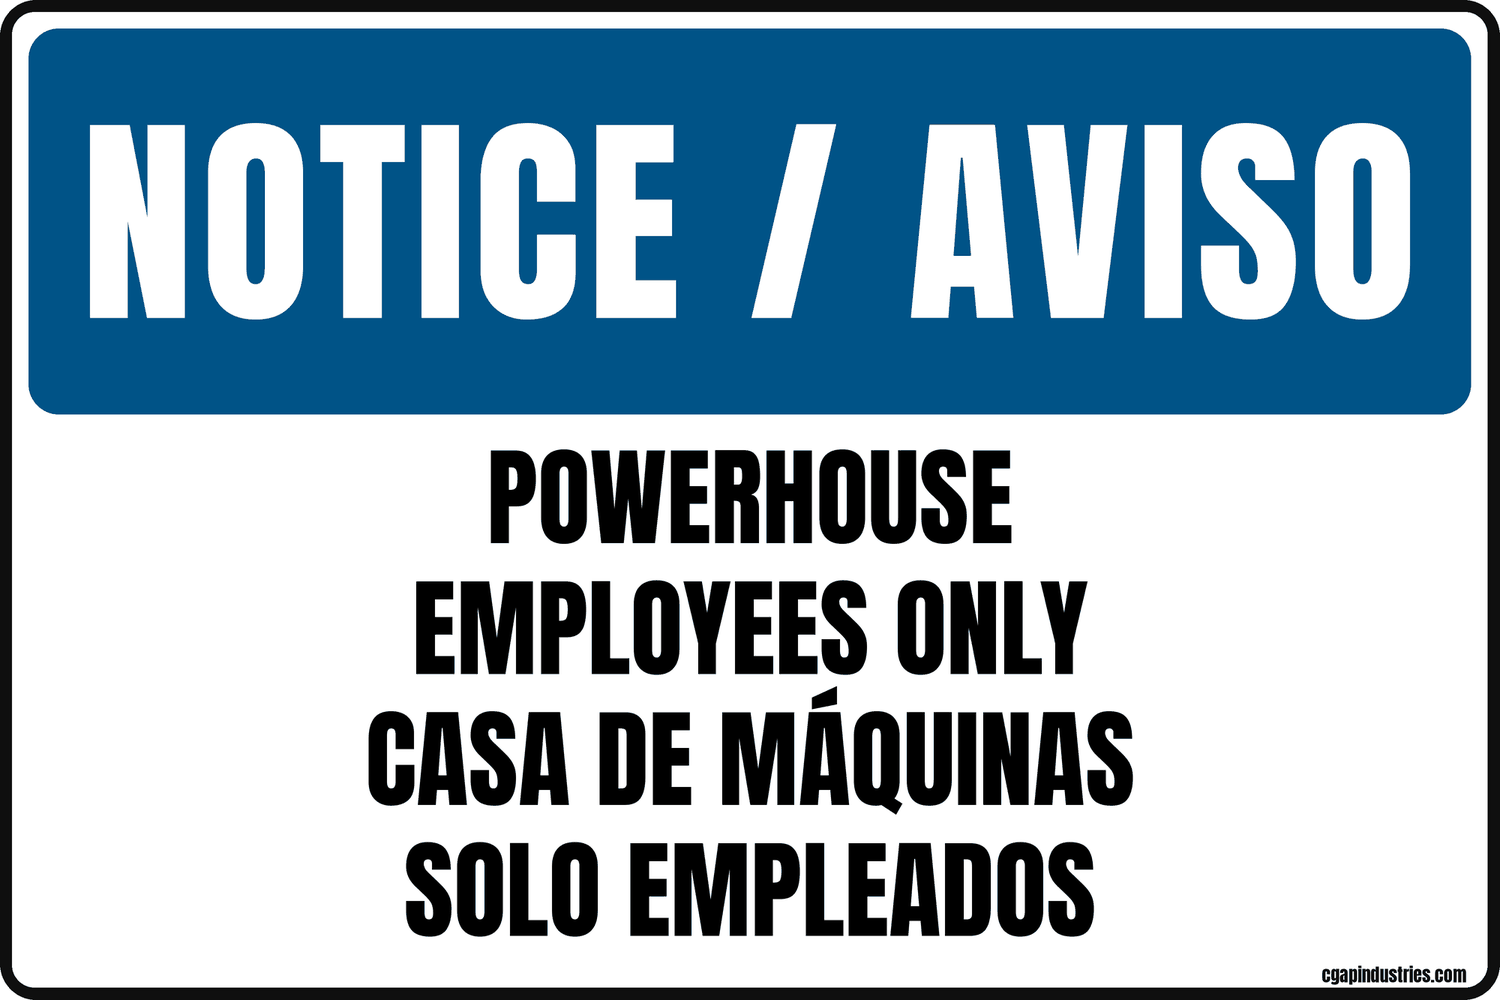 NOTICE / AVISO
POWERHOUSE
EMPLOYEES ONLY
CASA DE MÁQUINAS
SOLO EMPLEADOS
cgapindustries.com